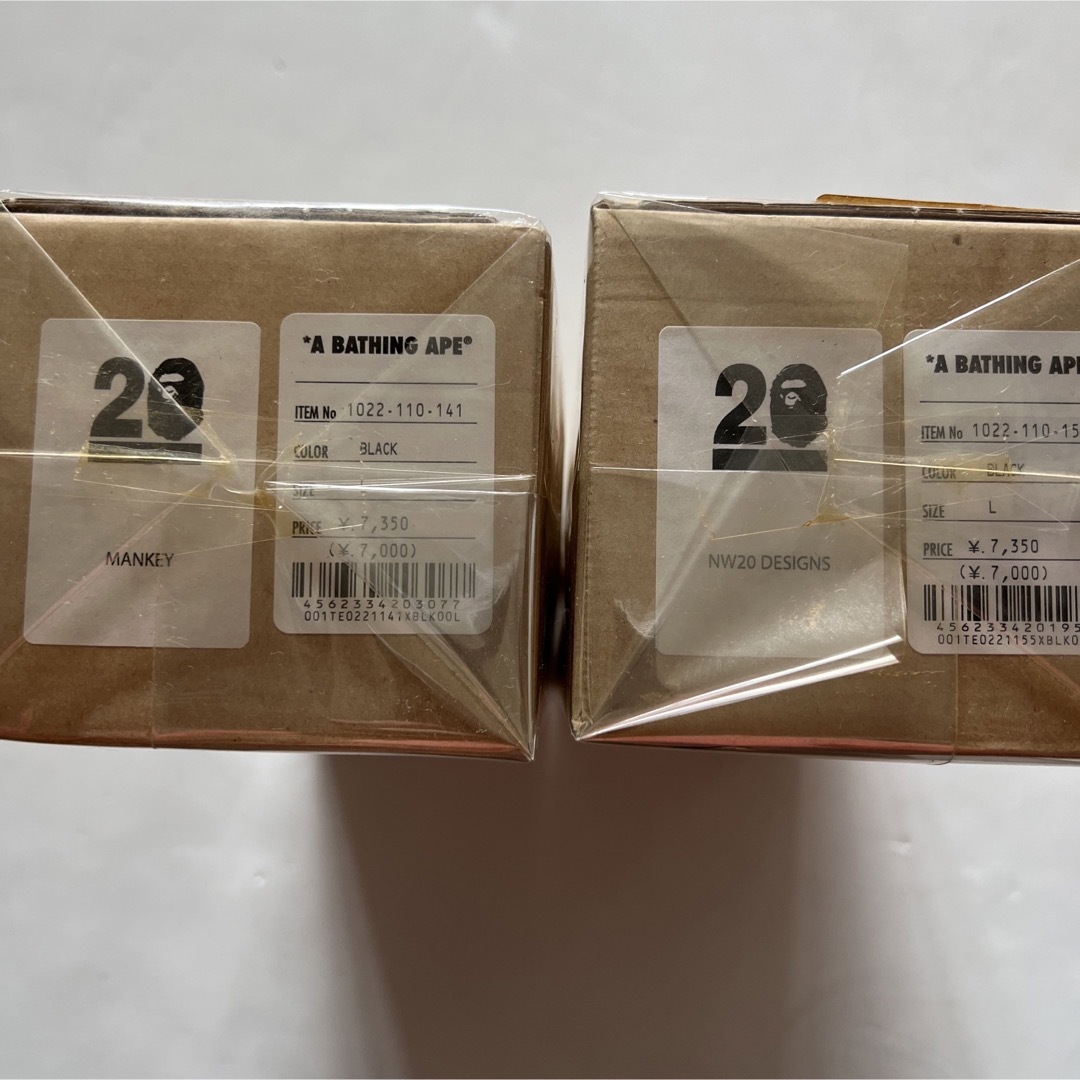 20
MANKEY
*A BATHING APE®
ITEM No 1022-110-141
COLOR BLACK
SIZE
PRICE ¥.7,350
(¥.7,000)
4562334203077
001TE0221141XBLK00L
20
NW20 DESIGNS
*A BATHING APE
ITEM No 1022-110-15
COLOR BLACK
SIZE L
PRICE ¥.7,350
(¥.7,000)
456233420195
001TE0221155XBLK0